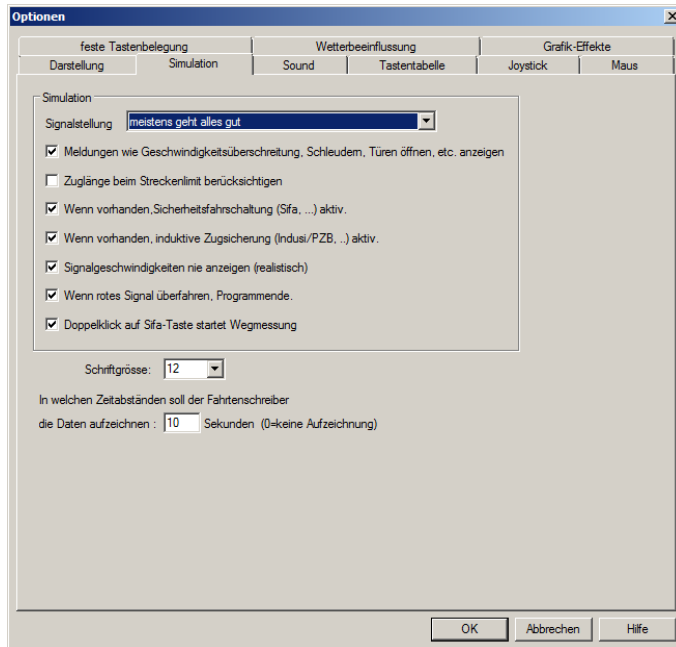 Optionen
feste Tastenbelegung Wetterbeeinflussung Grafik-Effekte
Darstellung Simulation Sound Tastentabelle Joystick Maus
Simulation
Signalstellung meistens geht alles gut
Meldungen wie Geschwindigkeitsüberschreitung, Schleudern, Türen öffnen, etc. anzeigen
Zuglänge beim Streckenlimit berücksichtigen
Wenn vorhanden,Sicherheitsfahrschaltung (Sifa, ...) aktiv.
Wenn vorhanden, induktive Zugsicherung (Indusi/PZB, ..) aktiv.
Signalgeschwindigkeiten nie anzeigen (realistisch)
Wenn rotes Signal überfahren, Programmende.
Doppelklick auf Sifa-Taste startet Wegmessung
Schriftgrösse: 12
In welchen Zeitabständen soll der Fahrtenschreiber
die Daten aufzeichnen : 10 Sekunden (0=keine Aufzeichnung)
OK Abbrechen Hilfe